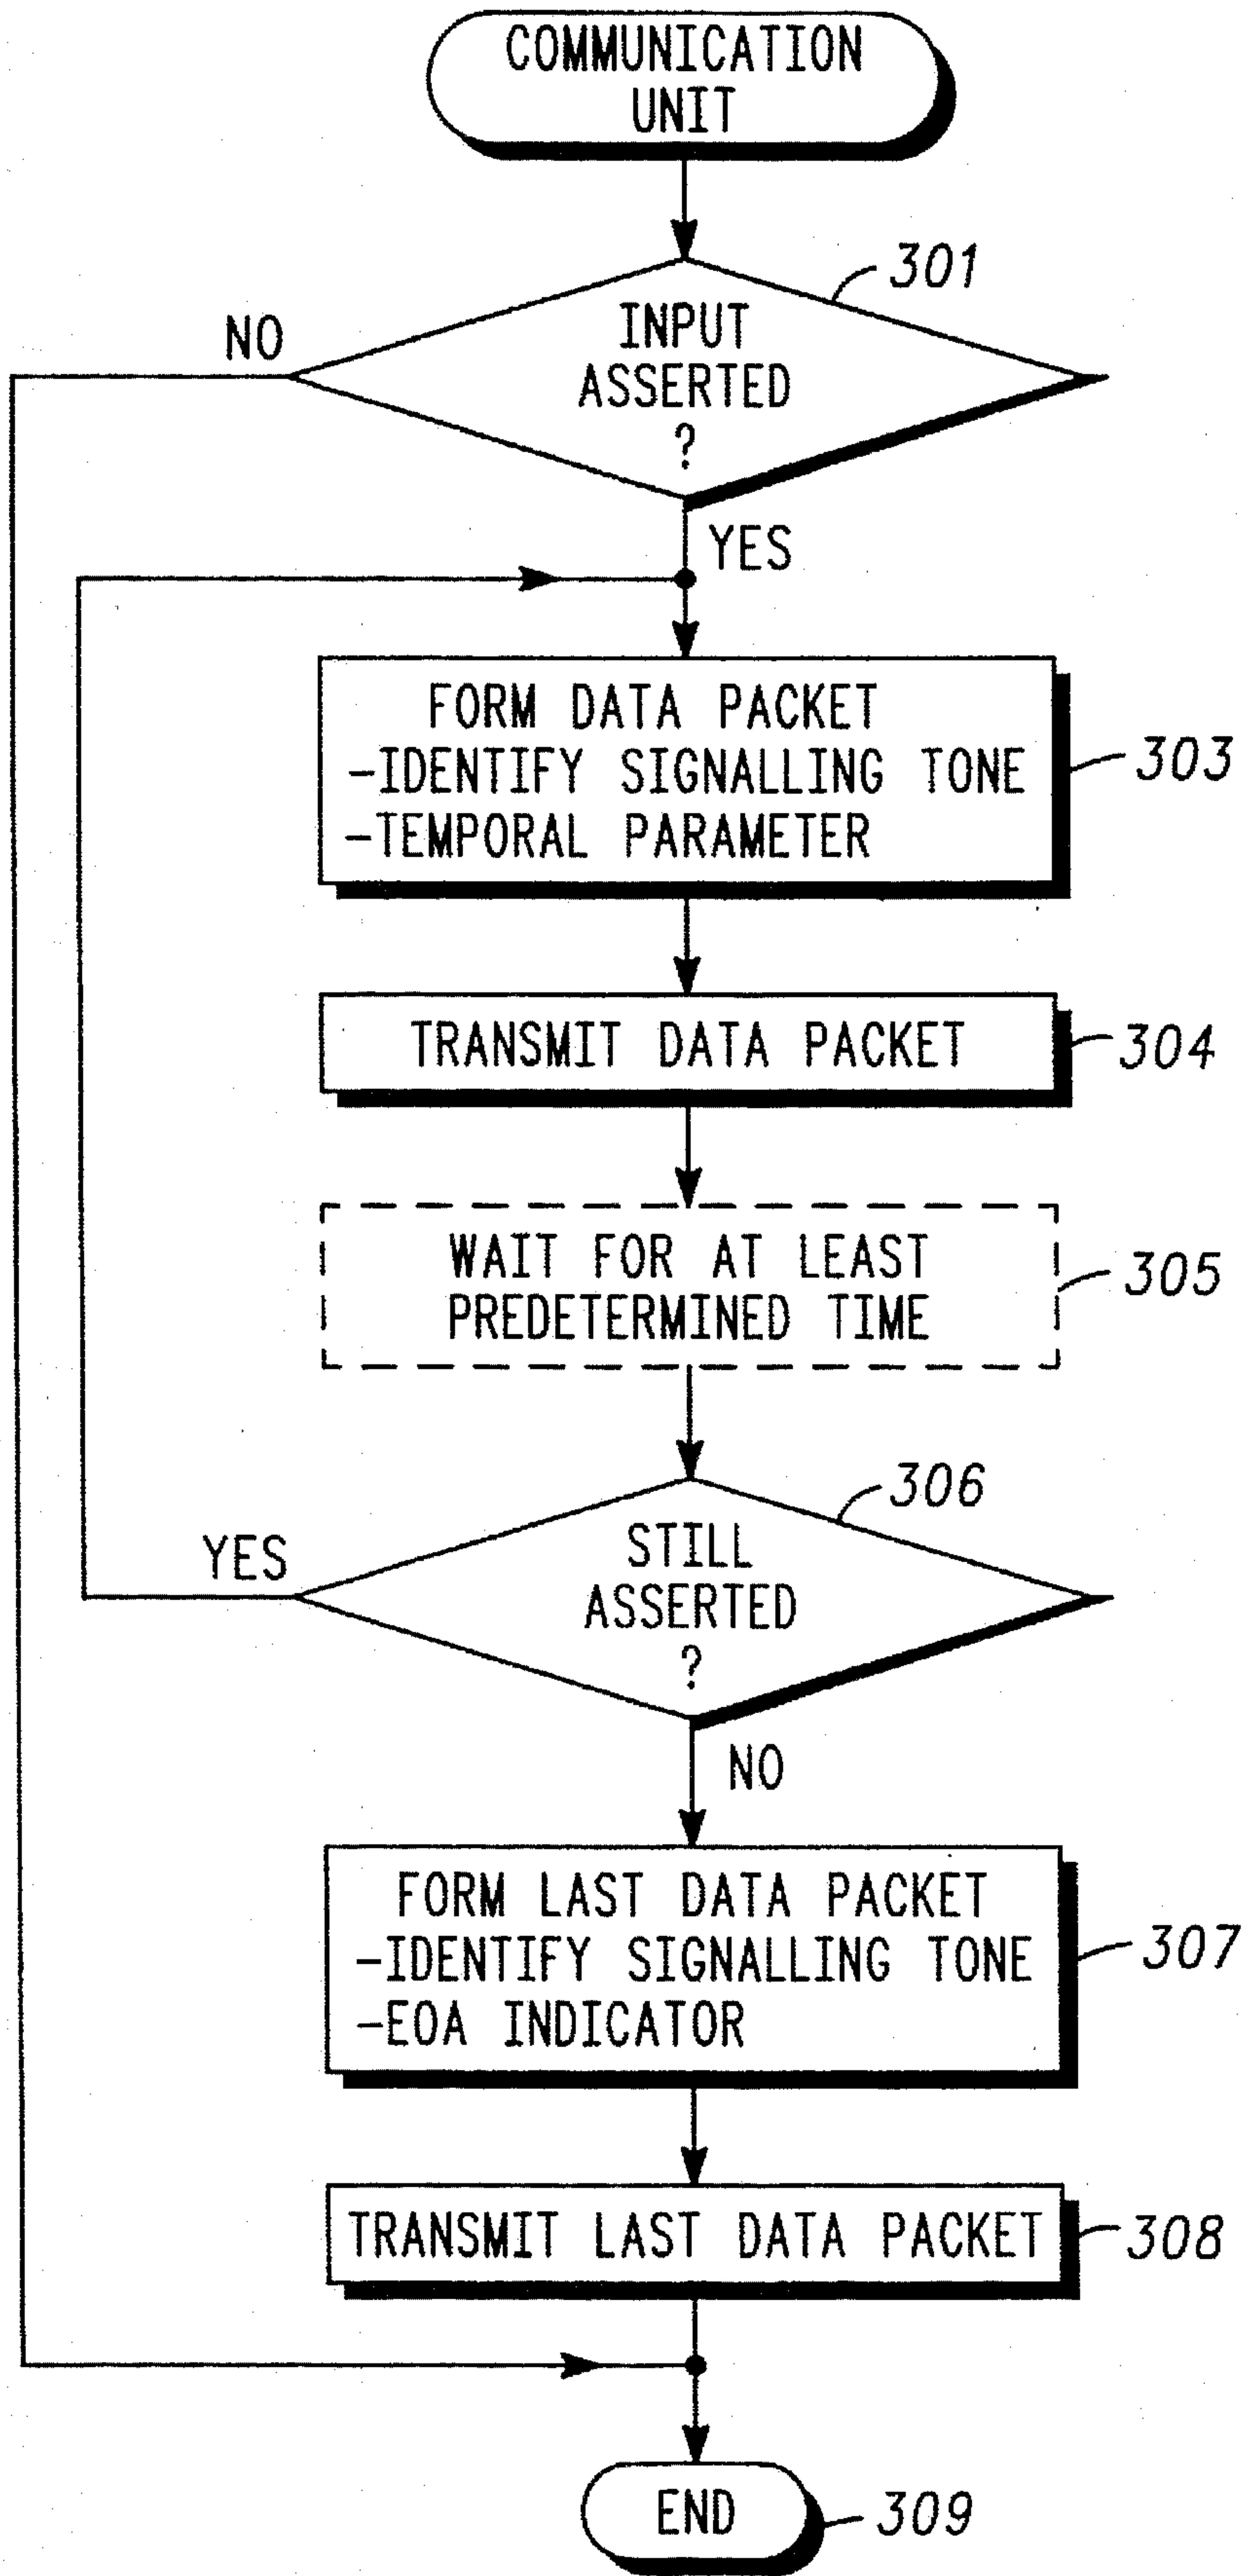 COMMUNICATION
UNIT
301
NO
INPUT
ASSERTED
?
YES
FORM DATA PACKET
-IDENTIFY SIGNALLING TONE
-TEMPORAL PARAMETER
303
TRANSMIT DATA PACKET
304
WAIT FOR AT LEAST
PREDETERMINED TIME
305
306
YES
STILL
ASSERTED
?
NO
FORM LAST DATA PACKET
-IDENTIFY SIGNALLING TONE
-EOA INDICATOR
307
TRANSMIT LAST DATA PACKET
308
END
309